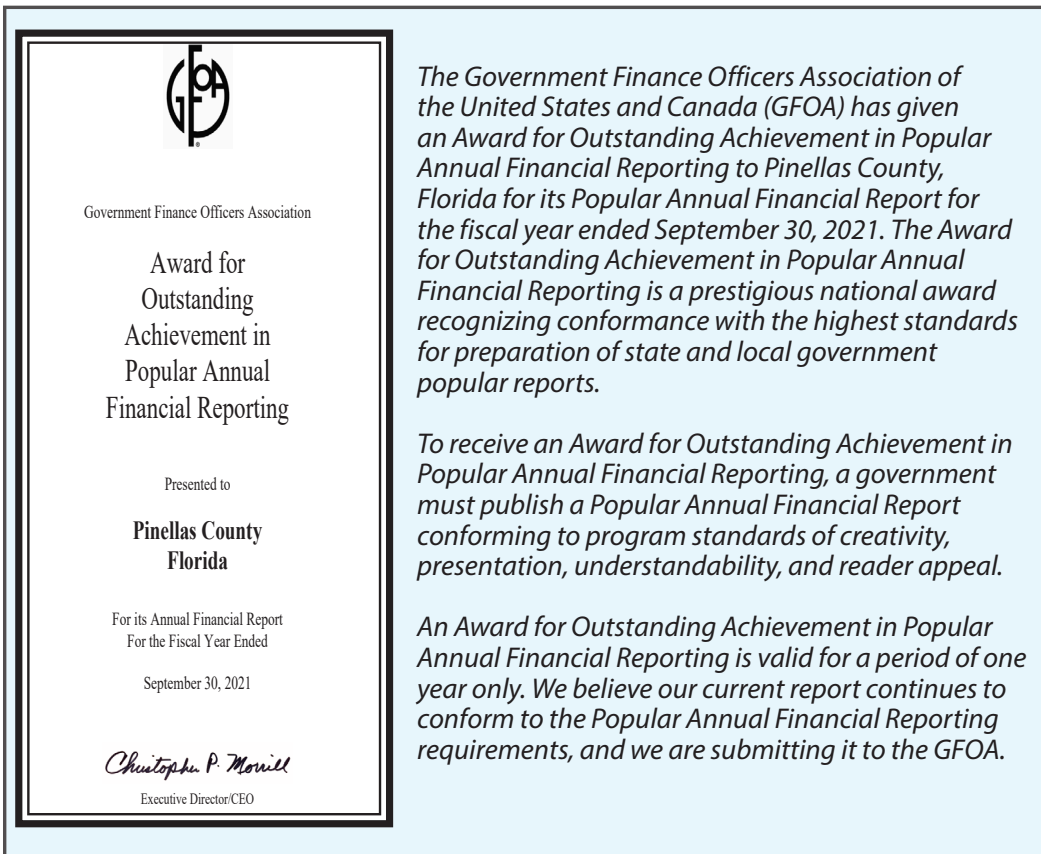 GFOA
®
Government Finance Officers Association
Award for
Outstanding
Achievement in
Popular Annual
Financial Reporting
Presented to
Pinellas County
Florida
For its Annual Financial Report
For the Fiscal Year Ended
September 30, 2021
Christopher P. Morrill
Executive Director/CEO
The Government Finance Officers Association of
the United States and Canada (GFOA) has given
an Award for Outstanding Achievement in Popular
Annual Financial Reporting to Pinellas County,
Florida for its Popular Annual Financial Report for
the fiscal year ended September 30, 2021. The Award
for Outstanding Achievement in Popular Annual
Financial Reporting is a prestigious national award
recognizing conformance with the highest standards
for preparation of state and local government
popular reports.
To receive an Award for Outstanding Achievement in
Popular Annual Financial Reporting, a government
must publish a Popular Annual Financial Report
conforming to program standards of creativity,
presentation, understandability, and reader appeal.
An Award for Outstanding Achievement in Popular
Annual Financial Reporting is valid for a period of one
year only. We believe our current report continues to
conform to the Popular Annual Financial Reporting
requirements, and we are submitting it to the GFOA.